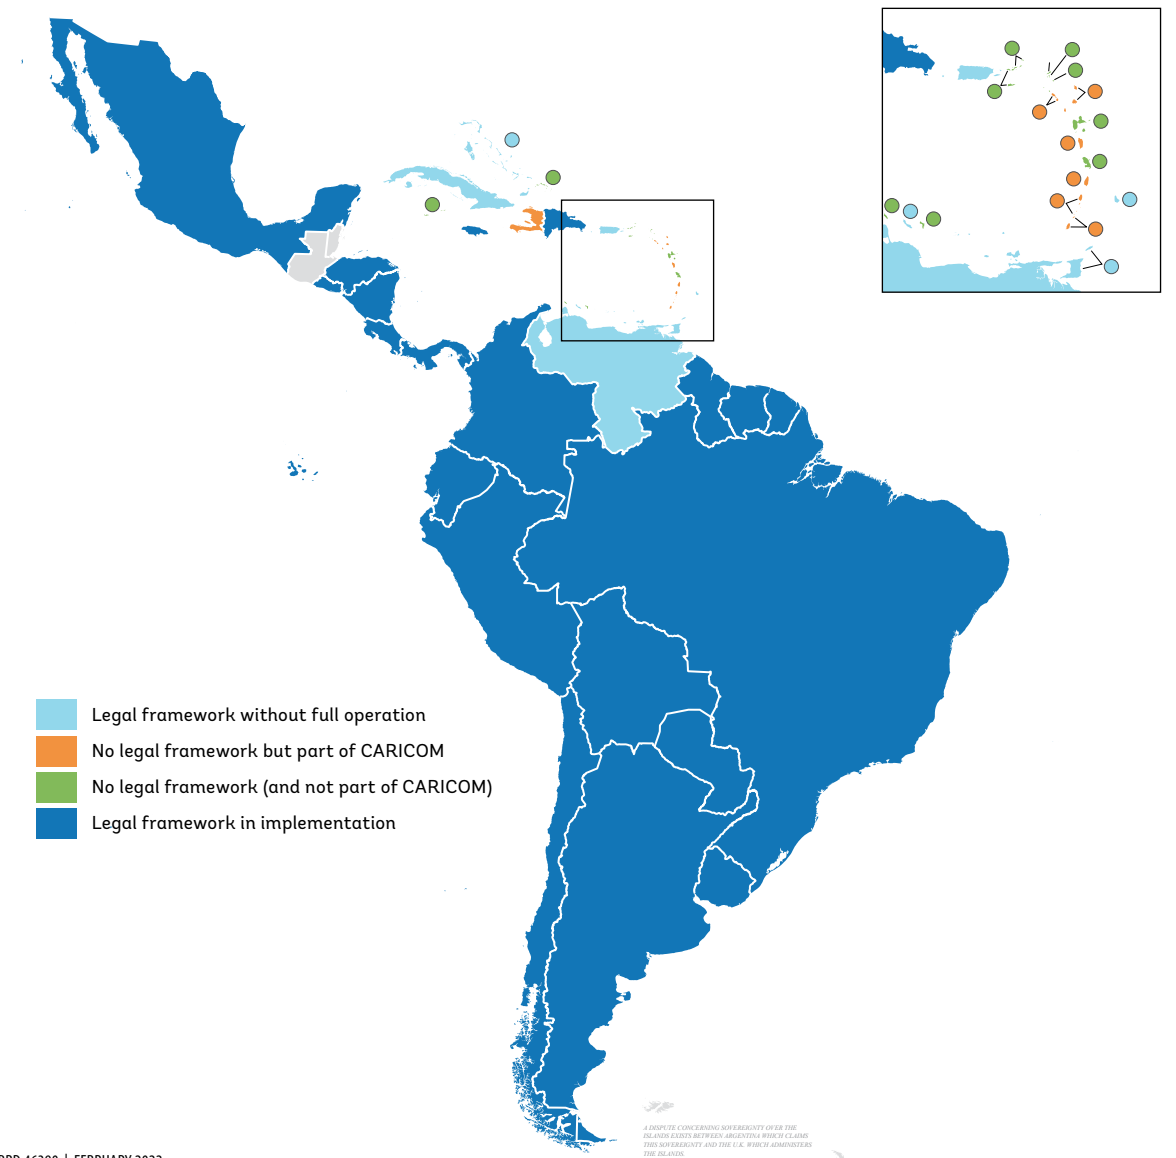 Legal framework without full operation
No legal framework but part of CARICOM
No legal framework (and not part of CARICOM)
Legal framework in implementation
A DISPUTE CONCERNING SOVEREIGNTY OVER THE
ISLANDS EXISTS BETWEEN ARGENTINA WHICH CLAIMS
THIS SOVEREIGNTY AND THE U.K. WHICH ADMINISTERS
THE ISLANDS.